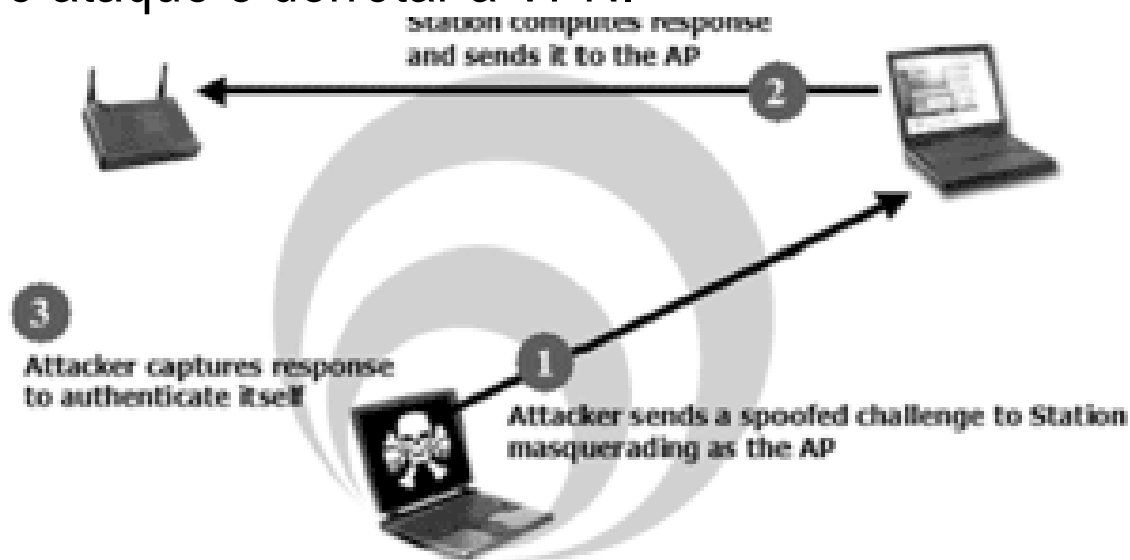 Station computes response
and sends it to the AP
2
3
1
Attacker captures response
to authenticate itself
Attacker sends a spoofed challenge to Station
masquerading as the AP